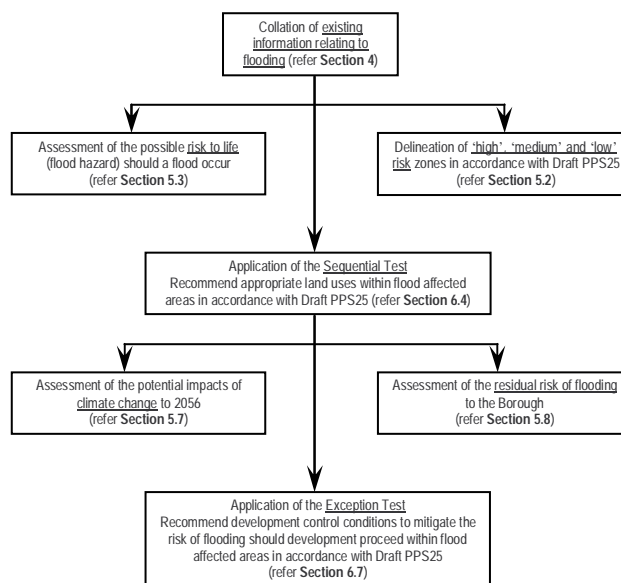 Collation of existing
information relating to
flooding (refer Section 4)
Assessment of the possible risk to life
(flood hazard) should a flood occur
(refer Section 5.3)
Delineation of 'high', 'medium' and 'low'
risk zones in accordance with Draft PPS25
(refer Section 5.2)
Application of the Sequential Test
Recommend appropriate land uses within flood affected
areas in accordance with Draft PPS25 (refer Section 6.4)
Assessment of the potential impacts of
climate change to 2056
(refer Section 5.7)
Assessment of the residual risk of flooding
to the Borough
(refer Section 5.8)
Application of the Exception Test
Recommend development control conditions to mitigate the
risk of flooding should development proceed within flood
affected areas in accordance with Draft PPS25
(refer Section 6.7)